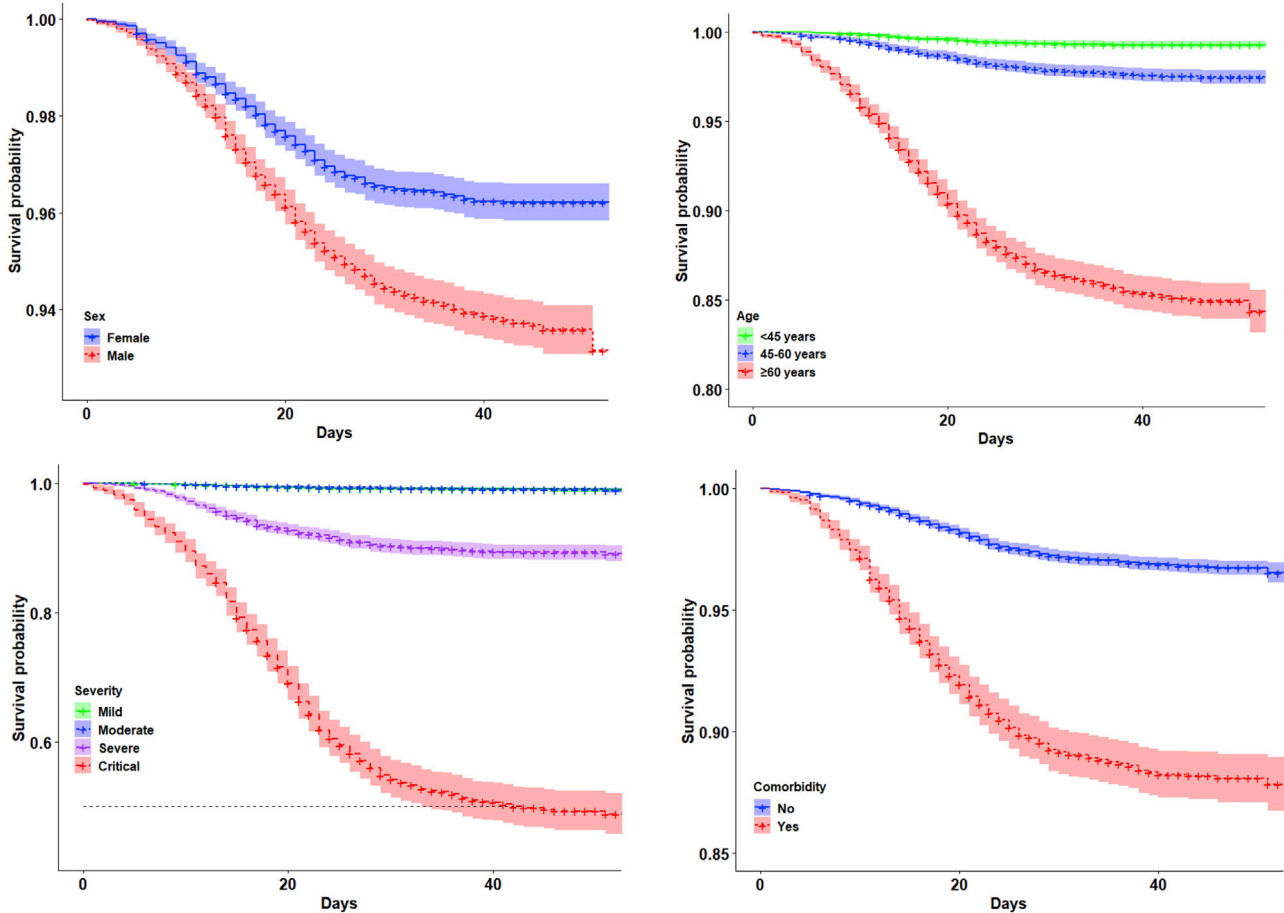 1.00
0.98
0.96
0.94
Survival probability
Sex
Female
Male
0
20
40
Days
1.00
0.95
0.90
0.85
0.80
Survival probability
Age
<45 years
45-60 years
≥60 years
0
20
40
Days
1.0
0.8
0.6
Survival probability
Severity
Mild
Moderate
Severe
Critical
0
20
40
Days
1.00
0.95
0.90
0.85
Survival probability
Comorbidity
No
Yes
0
20
40
Days